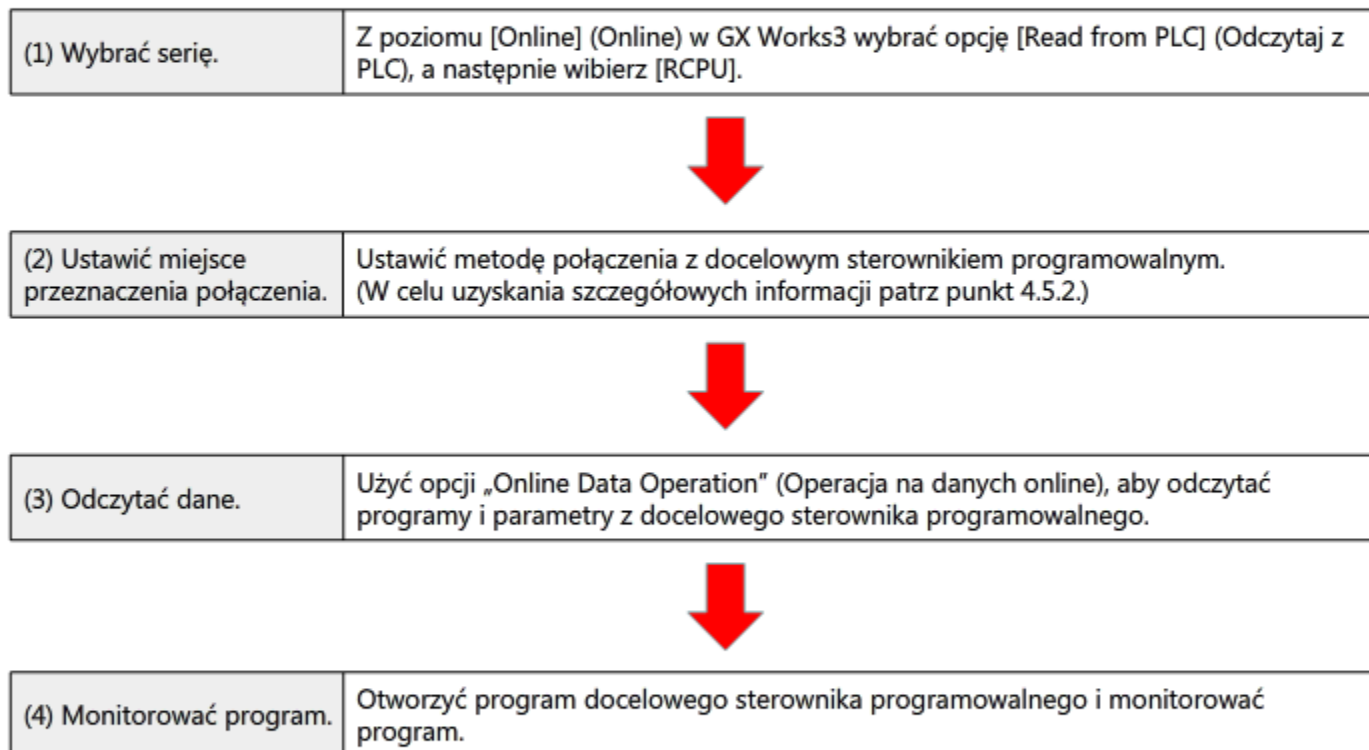 (1) Wybrać serię.
Z poziomu [Online] (Online) w GX Works3 wybrać opcję [Read from PLC] (Odczytaj z
PLC), a następnie wibierz [RCPU].
(2) Ustawić miejsce
przeznaczenia połączenia.
Ustawić metodę połączenia z docelowym sterownikiem programowalnym.
(W celu uzyskania szczegółowych informacji patrz punkt 4.5.2.)
(3) Odczytać dane.
Użyć opcji „Online Data Operation” (Operacja na danych online), aby odczytać
programy i parametry z docelowego sterownika programowalnego.
(4) Monitorować program.
Otworzyć program docelowego sterownika programowalnego i monitorować
program.